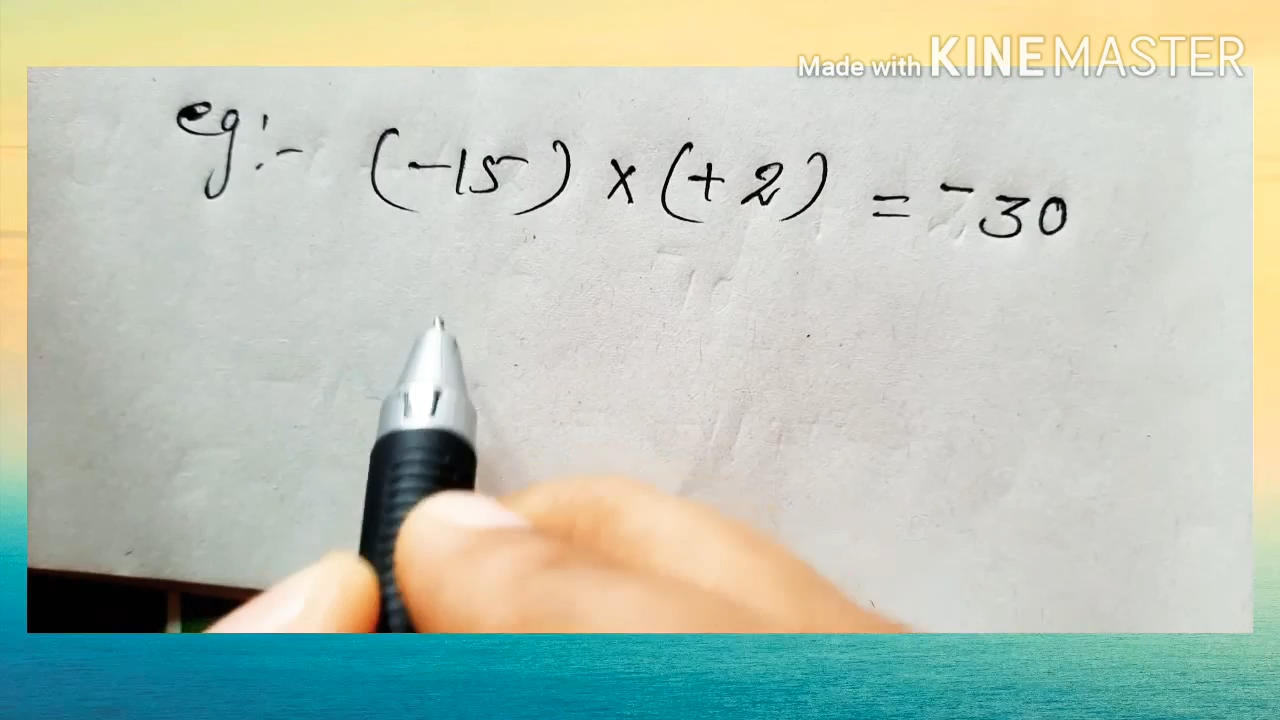 Made with KINEMASTER
eg:- (-15) × (+2) = -30